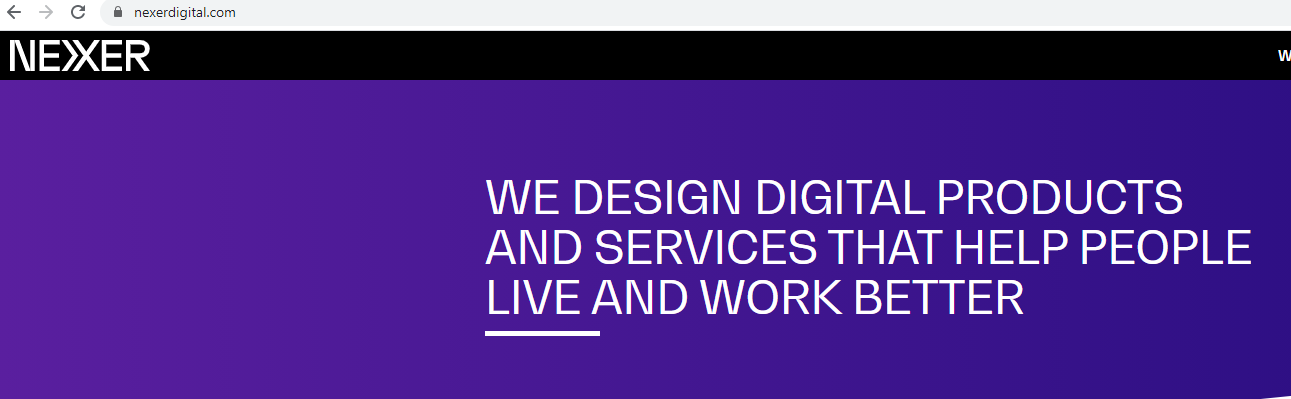 nexerdigital.com
NEXER
W
WE DESIGN DIGITAL PRODUCTS
AND SERVICES THAT HELP PEOPLE
LIVE AND WORK BETTER